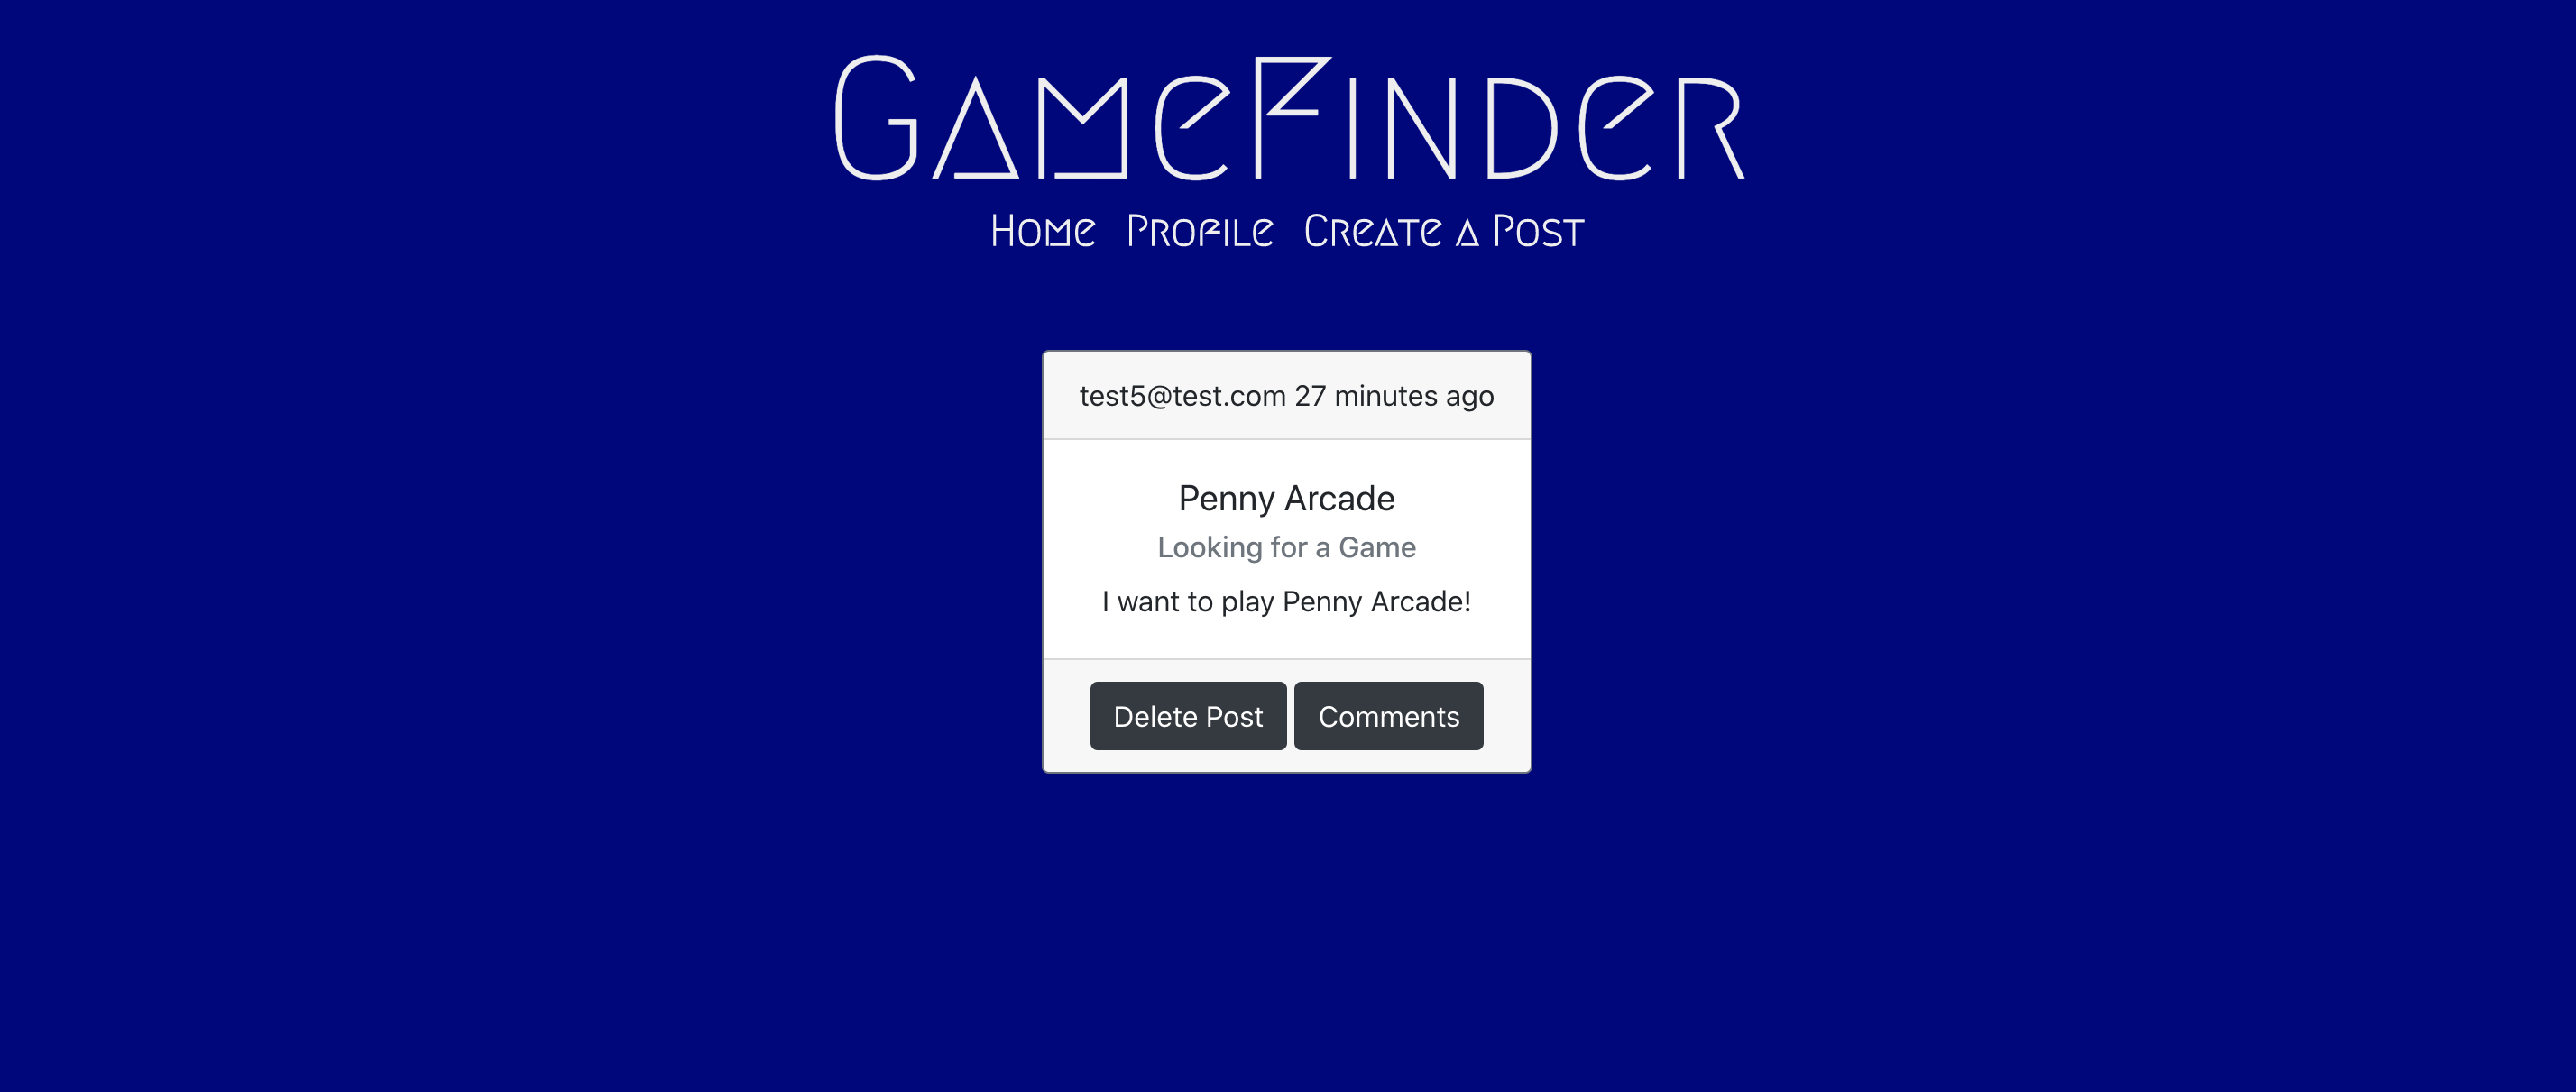 GameFinder
Home Profile Create a Post
test5@test.com 27 minutes ago
Penny Arcade
Looking for a Game
I want to play Penny Arcade!
Delete Post Comments